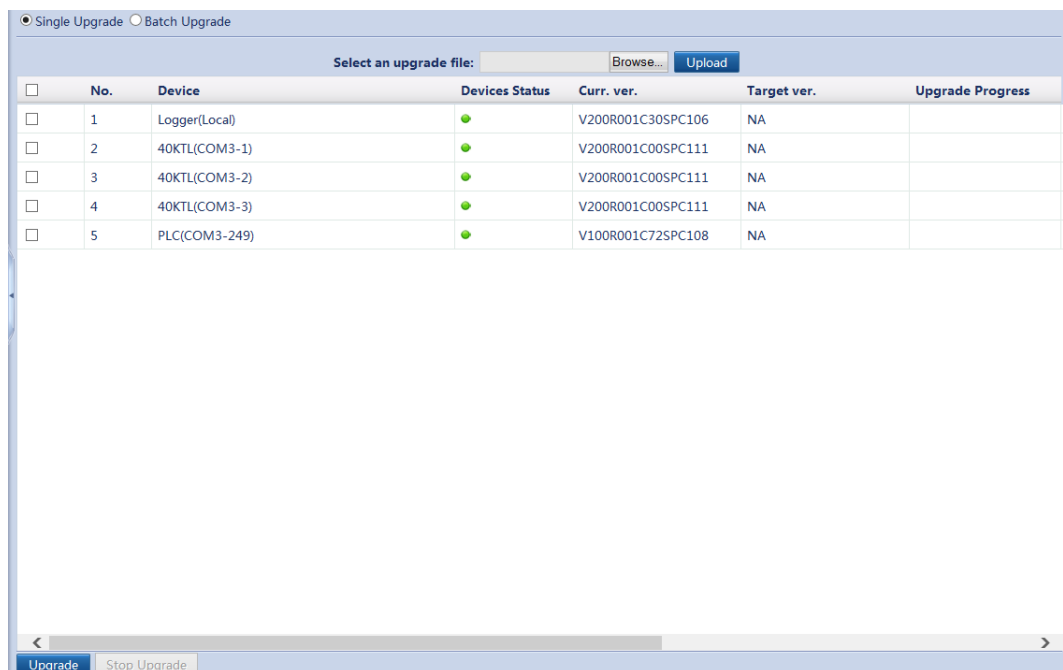 Single Upgrade Batch Upgrade
Select an upgrade file: Browse... Upload
No. Device Devices Status Curr. ver. Target ver. Upgrade Progress
1 Logger(Local) V200R001C30SPC106 NA
2 40KTL(COM3-1) V200R001C00SPC111 NA
3 40KTL(COM3-2) V200R001C00SPC111 NA
4 40KTL(COM3-3) V200R001C00SPC111 NA
5 PLC(COM3-249) V100R001C72SPC108 NA
Upgrade Stop Upgrade